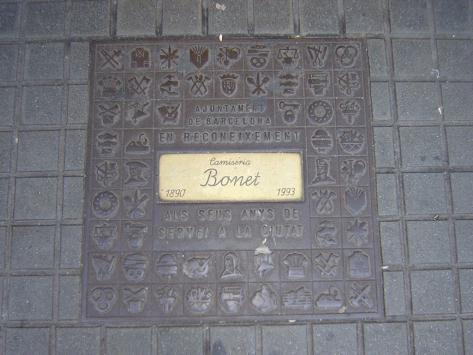 AJUNTAMENT
DE BARCELONA
EN RECONEIXEMENT
Camiseria
Bonet
1890 1993
ALS SEUS ANYS DE
SERVEI A LA CIUTAT